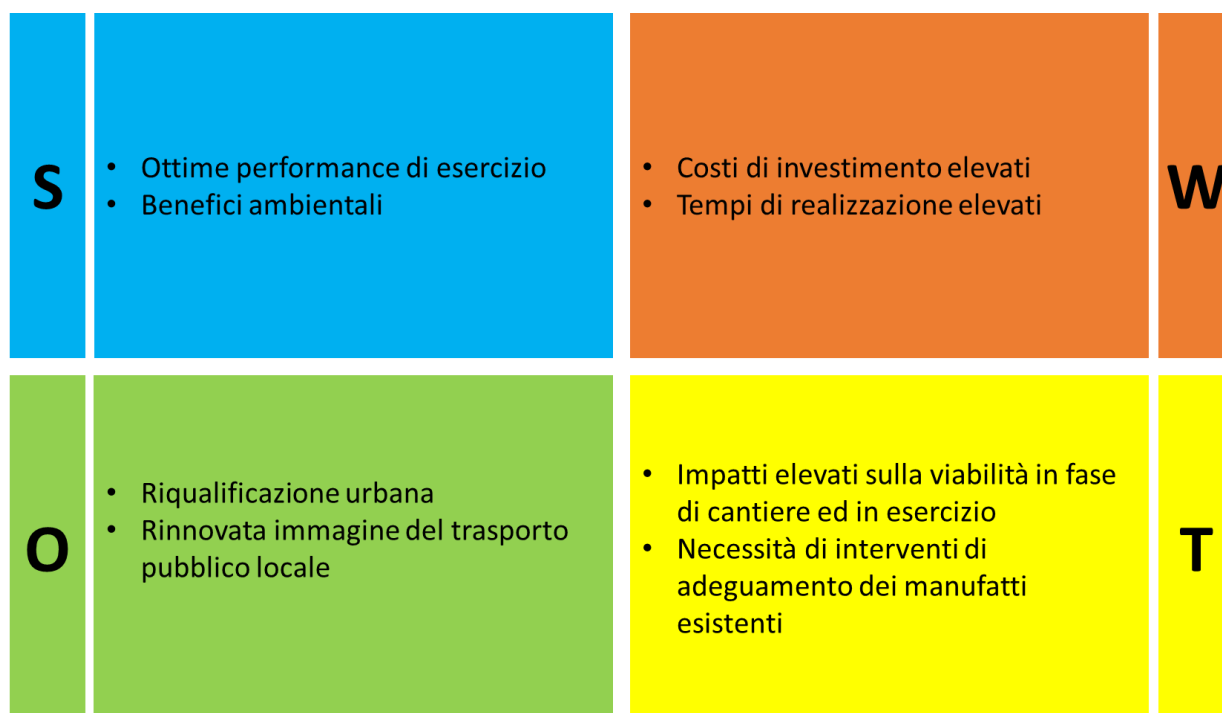 S
• Ottime performance di esercizio
• Benefici ambientali
• Costi di investimento elevati
• Tempi di realizzazione elevati
W
O
• Riqualificazione urbana
• Rinnovata immagine del trasporto
pubblico locale
• Impatti elevati sulla viabilità in fase
di cantiere ed in esercizio
• Necessità di interventi di
adeguamento dei manufatti
esistenti
T